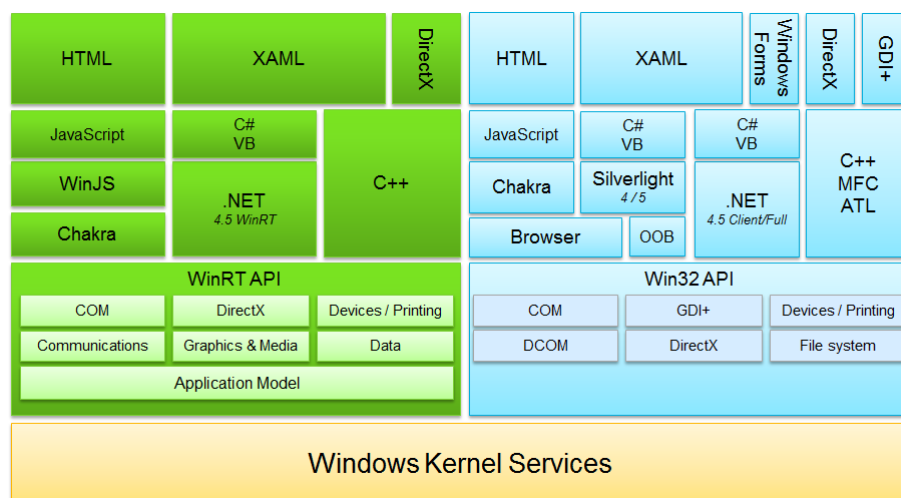 HTML
XAML
DirectX
HTML
XAML
Windows
Forms
DirectX
GDI+
JavaScript
C#
VB
C++
WinJS
.NET
4.5 WinRT
Chakra
JavaScript
C#
VB
C#
VB
C++
MFC
ATL
Chakra
Silverlight
4 / 5
.NET
4.5 Client/Full
Browser
OOB
WinRT API
COM
DirectX
Devices / Printing
Communications
Graphics & Media
Data
Application Model
Win32 API
COM
GDI+
Devices / Printing
DCOM
DirectX
File system
Windows Kernel Services